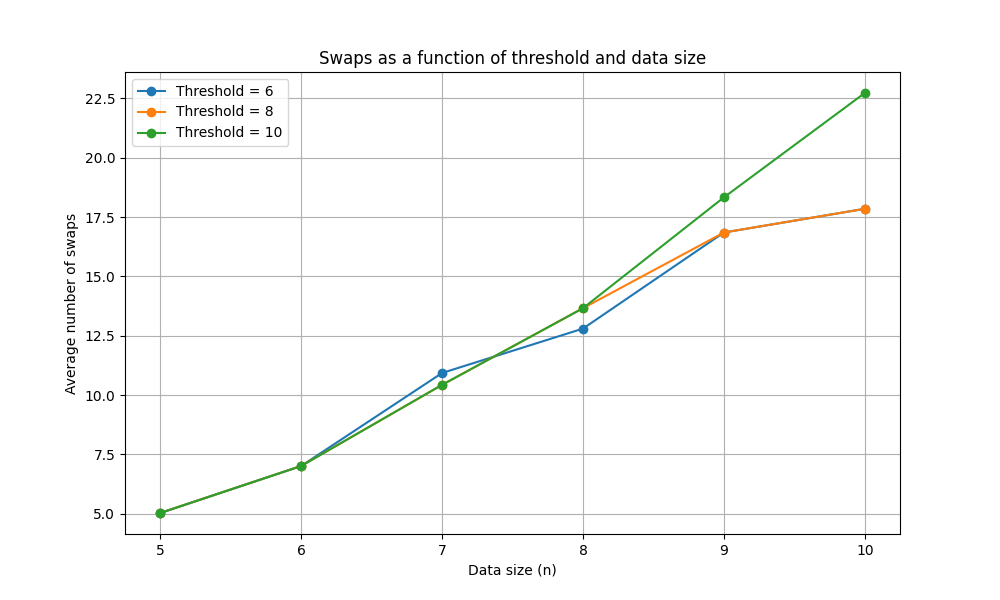 Swaps as a function of threshold and data size
Threshold = 6
Threshold = 8
Threshold = 10
22.5
20.0
17.5
15.0
12.5
10.0
7.5
5.0
Average number of swaps
5 6 7 8 9 10
Data size (n)